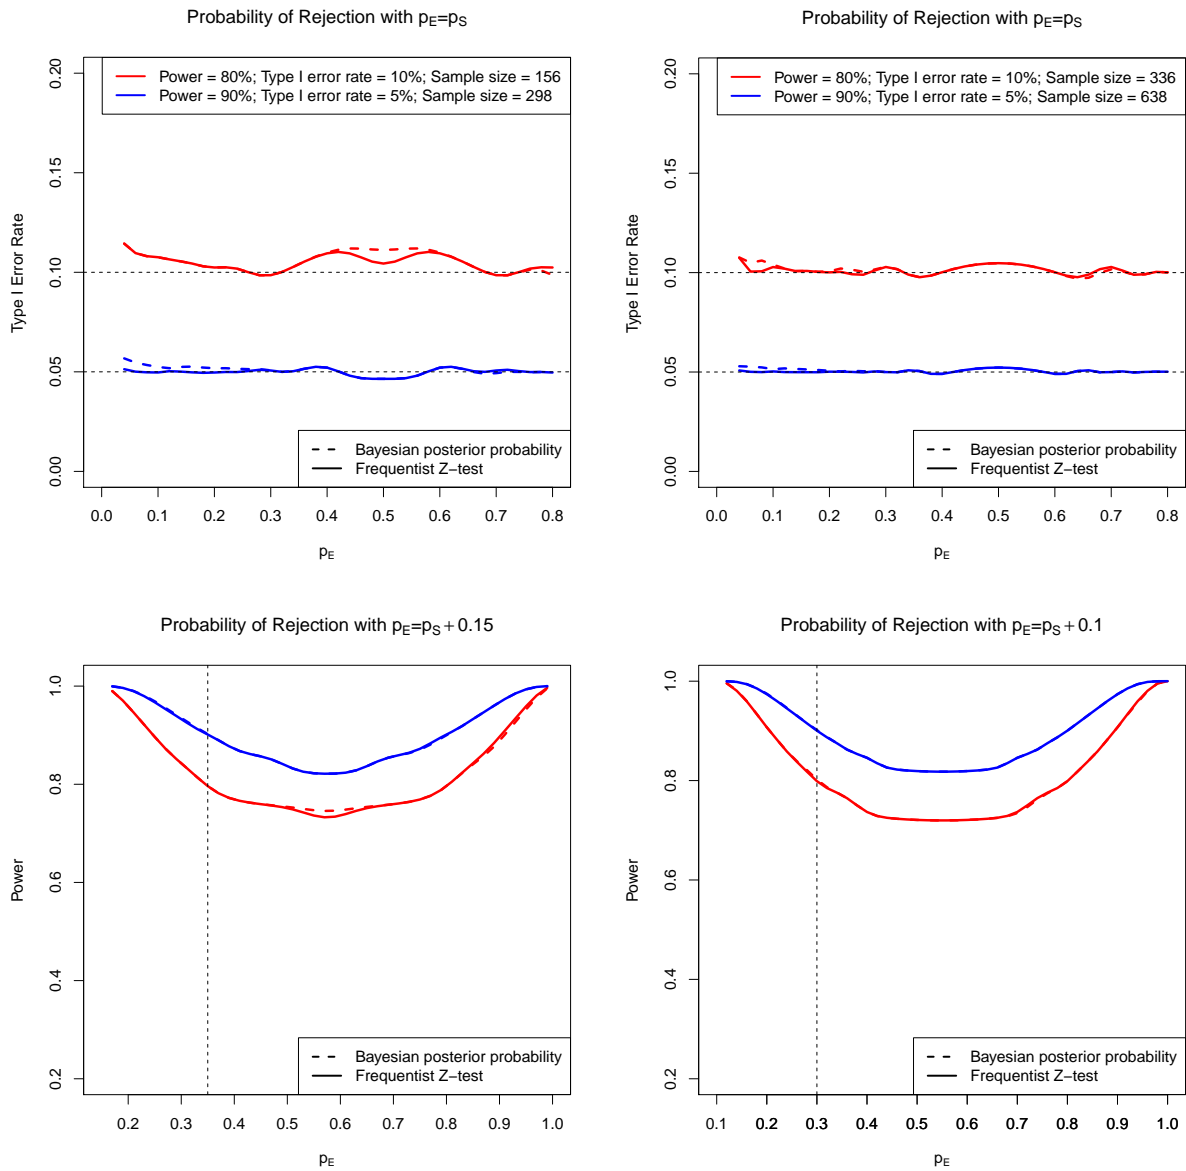 Probability of Rejection with pE=pS
Power = 80%; Type I error rate = 10%; Sample size = 156
Power = 90%; Type I error rate = 5%; Sample size = 298
0.20
0.15
0.10
0.05
0.00
Type I Error Rate
Bayesian posterior probability
Frequentist Z−test
0.0 0.1 0.2 0.3 0.4 0.5 0.6 0.7 0.8
pE
Probability of Rejection with pE=pS
Power = 80%; Type I error rate = 10%; Sample size = 336
Power = 90%; Type I error rate = 5%; Sample size = 638
0.20
0.15
0.10
0.05
0.00
Type I Error Rate
Bayesian posterior probability
Frequentist Z−test
0.0 0.1 0.2 0.3 0.4 0.5 0.6 0.7 0.8
pE
Probability of Rejection with pE=pS+0.15
1.0
0.8
0.6
0.4
0.2
Power
Bayesian posterior probability
Frequentist Z−test
0.2 0.3 0.4 0.5 0.6 0.7 0.8 0.9 1.0
pE
Probability of Rejection with pE=pS+0.1
1.0
0.8
0.6
0.4
0.2
Power
Bayesian posterior probability
Frequentist Z−test
0.1 0.2 0.3 0.4 0.5 0.6 0.7 0.8 0.9 1.0
pE